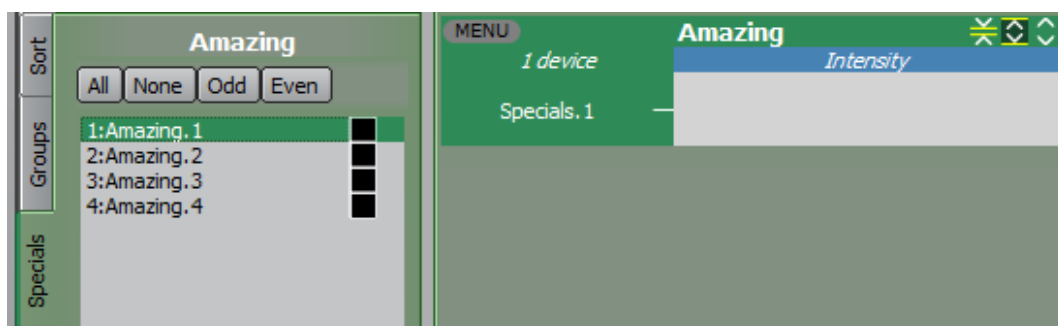 Sort
Groups
Specials
Amazing
All None Odd Even
1:Amazing.1
2:Amazing.2
3:Amazing.3
4:Amazing.4
MENU
Amazing
1 device
Intensity
Specials.1